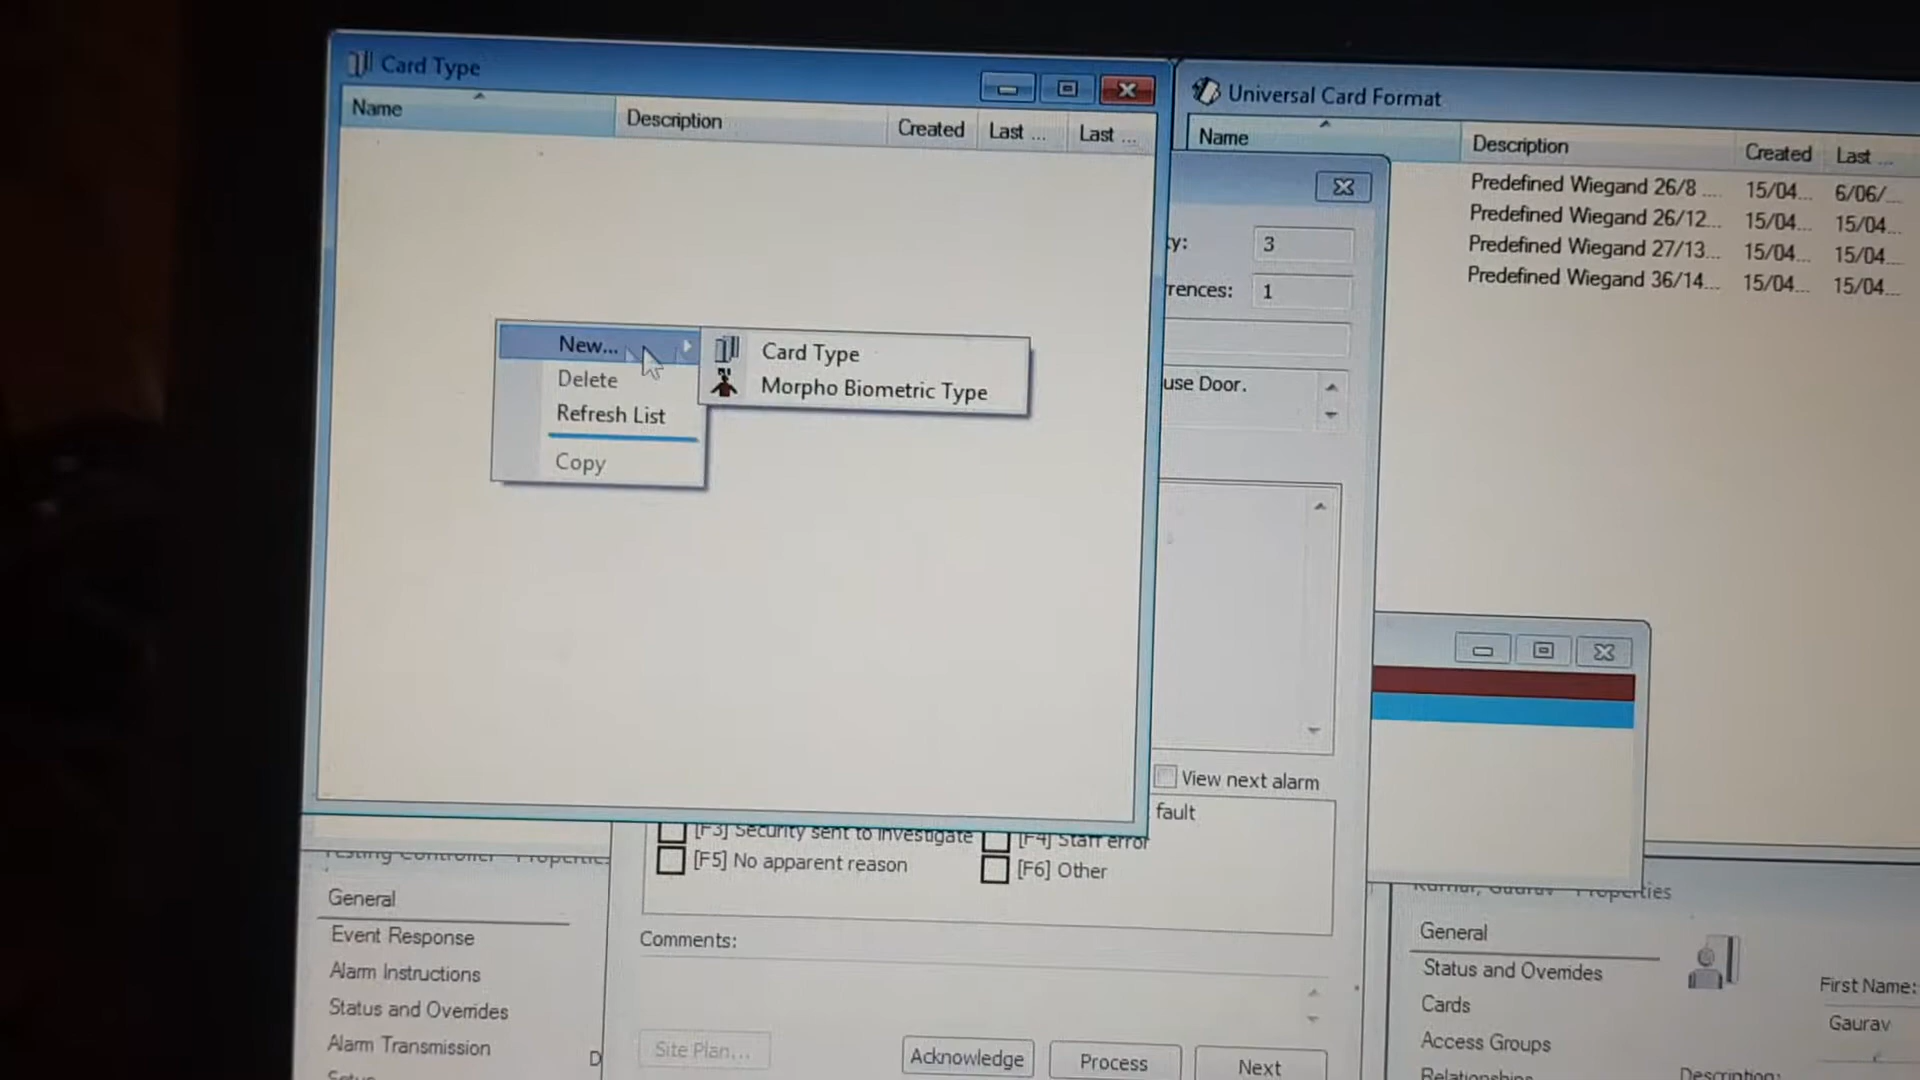 Card Type
Name
Description
Created
Last ...
Last ...
New...
Delete
Refresh List
Copy
Card Type
Morpho Biometric Type
Universal Card Format
Name
Description
Created
Last ...
Predefined Wiegand 26/8 .... 15/04... 6/06/...
Predefined Wiegand 26/12... 15/04... 15/04...
Predefined Wiegand 27/13... 15/04... 15/04...
Predefined Wiegand 36/14... 15/04... 15/04...
3
rences: 1
use Door.
View next alarm
fault
[F3] Security sent to investigate
[F4] Staff error
[F5] No apparent reason
[F6] Other
Comments:
Site Plan...
Acknowledge
Process
Next
Testing Controller - Properties
General
Event Response
Alarm Instructions
Status and Overrides
Alarm Transmission
D
Kumar, Gaurav - Properties
General
Status and Overrides
Cards
Access Groups
Relationships
First Name:
Gaurav
Description: